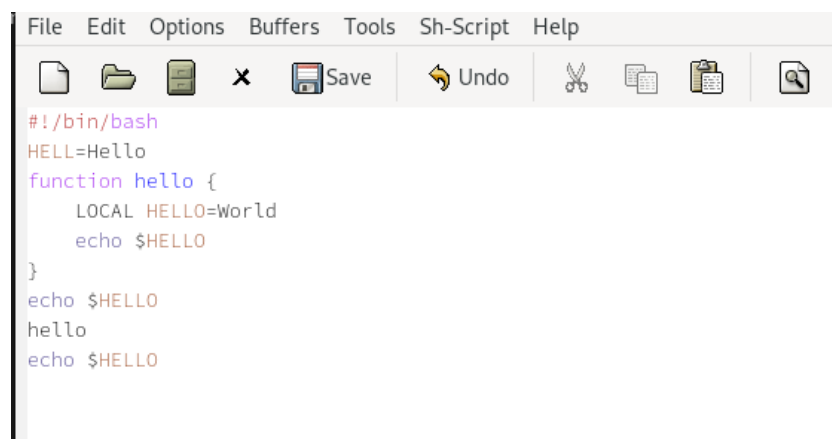 File Edit Options Buffers Tools Sh-Script Help
Save Undo
#!/bin/bash
HELL=Hello
function hello {
    LOCAL HELLO=World
    echo $HELLO
}
echo $HELLO
hello
echo $HELLO